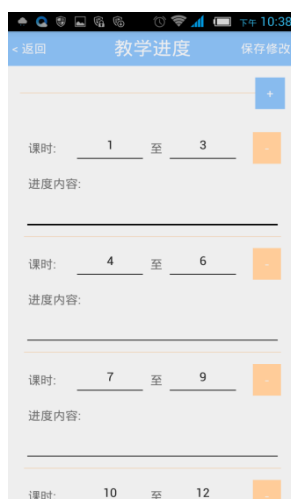 下午 10:38
< 返回 教学进度 保存修改
+
课时: 1 至 3 -
进度内容:
课时: 4 至 6 -
进度内容:
课时: 7 至 9 -
进度内容:
课时: 10 至 12